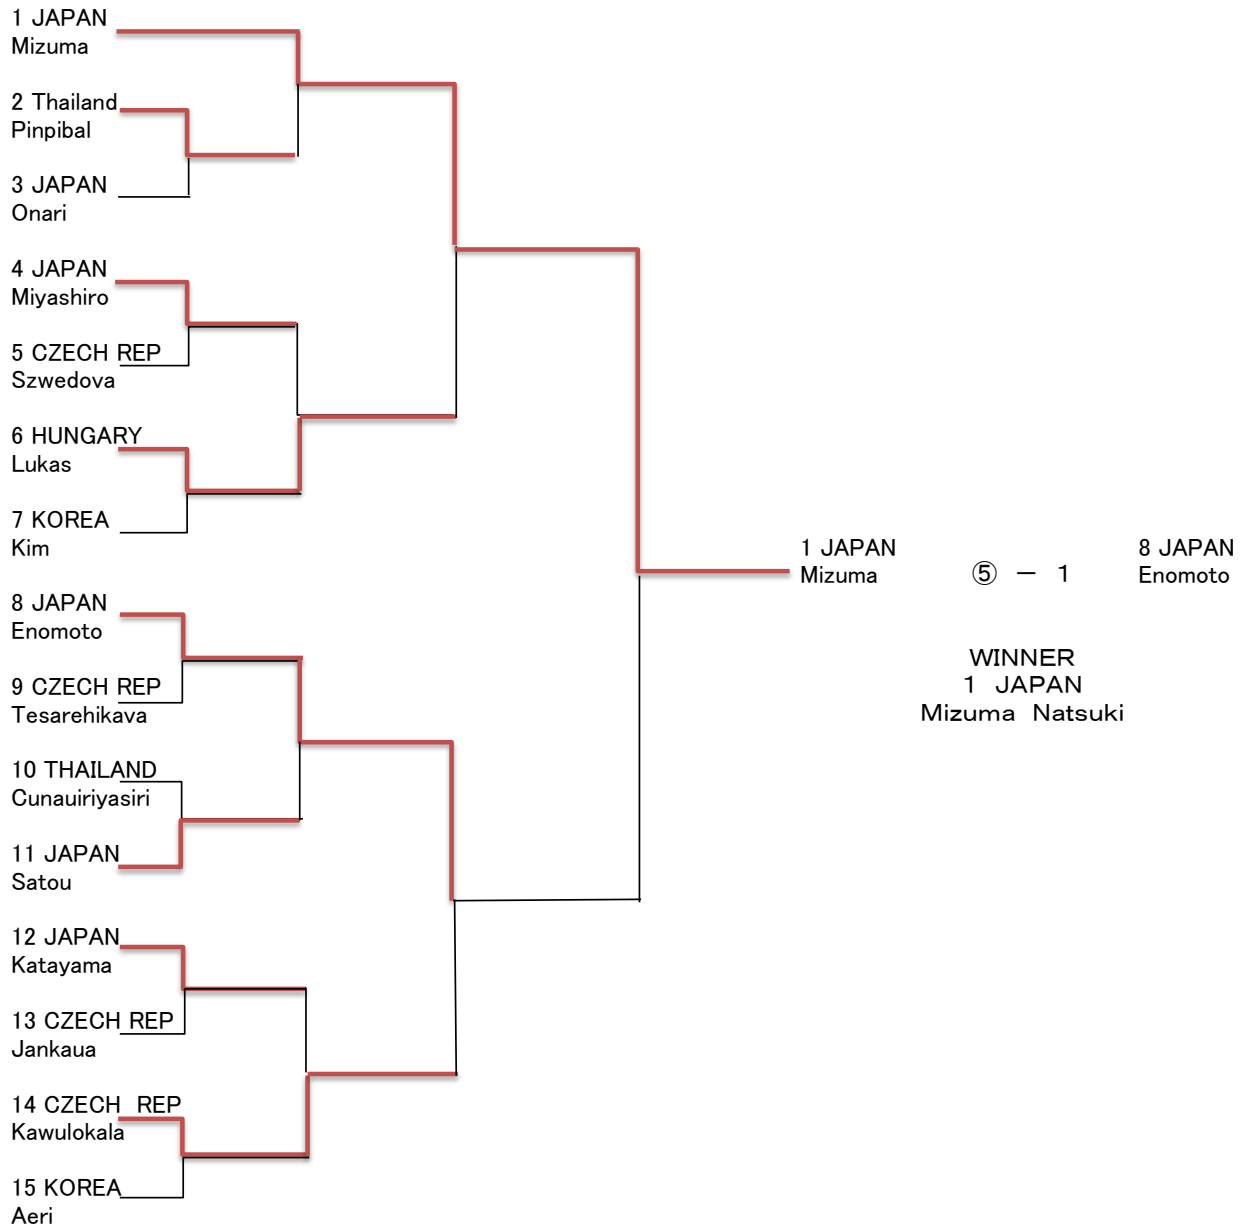 1 JAPAN
Mizuma
2 Thailand
Pinpibal
3 JAPAN
Onari
4 JAPAN
Miyashiro
5 CZECH REP
Szwedova
6 HUNGARY
Lukas
7 KOREA
Kim
8 JAPAN
Enomoto
9 CZECH REP
Tesarehikava
10 THAILAND
Cunauiriyasiri
11 JAPAN
Satou
12 JAPAN
Katayama
13 CZECH REP
Jankaua
14 CZECH REP
Kawulokala
15 KOREA
Aeri
1 JAPAN
Mizuma
⑤ － 1
8 JAPAN
Enomoto
WINNER
1 JAPAN
Mizuma Natsuki